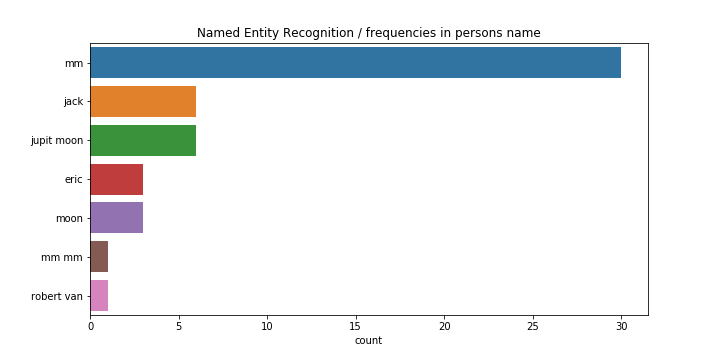 Named Entity Recognition / frequencies in persons name
mm
jack
jupit moon
eric
moon
mm mm
robert van
0 5 10 15 20 25 30
count